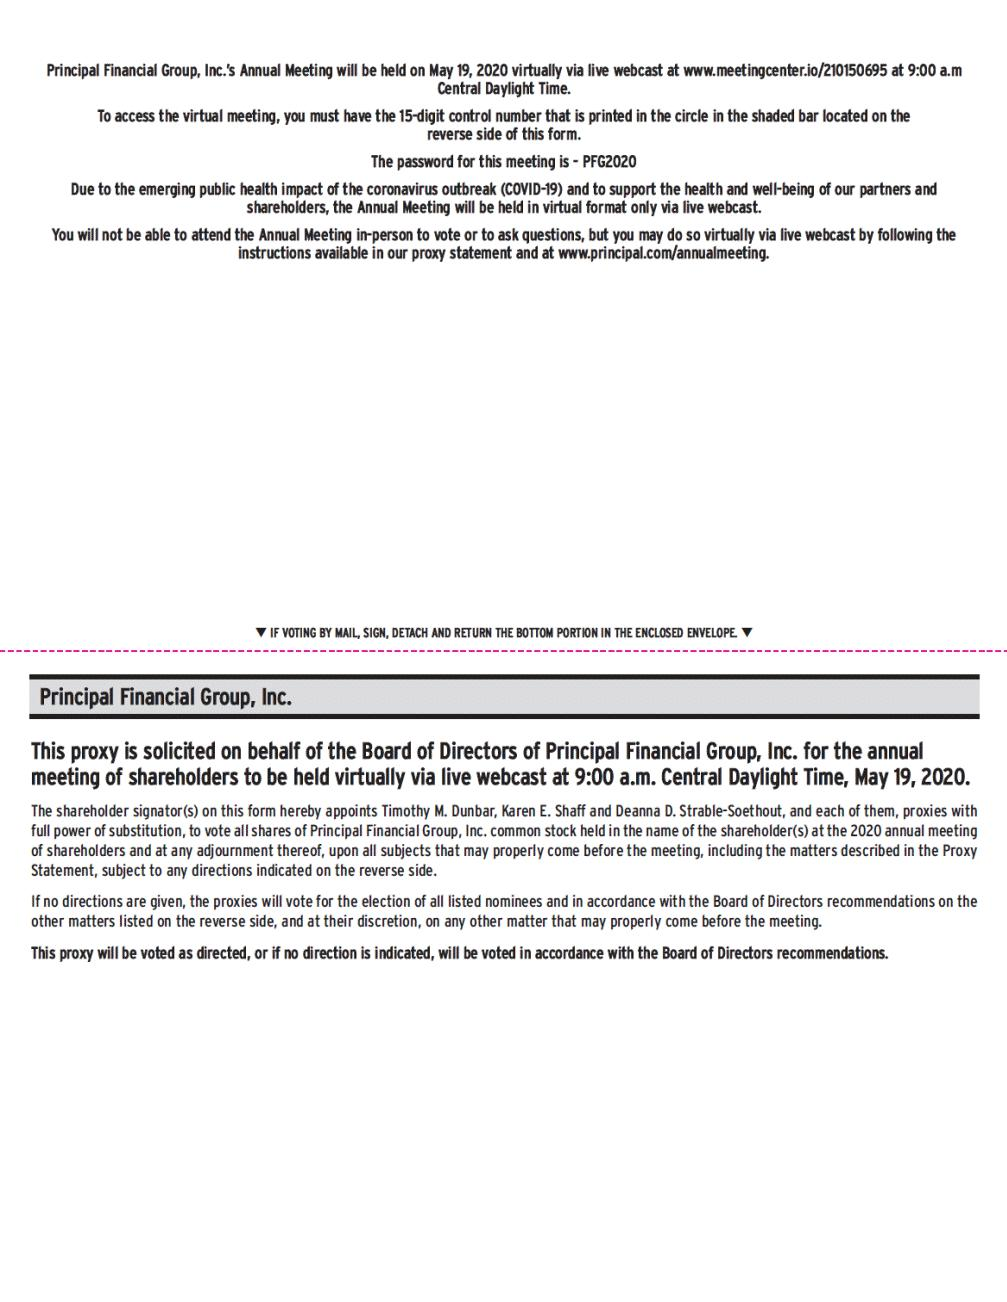 Principal Financial Group, Inc.'s Annual Meeting will be held on May 19, 2020 virtually via live webcast at www.meetingcenter.io/210150695 at 9:00 a.m
Central Daylight Time.
To access the virtual meeting, you must have the 15-digit control number that is printed in the circle in the shaded bar located on the
reverse side of this form.
The password for this meeting is - PFG2020
Due to the emerging public health impact of the coronavirus outbreak (COVID-19) and to support the health and well-being of our partners and
shareholders, the Annual Meeting will be held in virtual format only via live webcast.
You will not be able to attend the Annual Meeting in-person to vote or to ask questions, but you may do so virtually via live webcast by following the
instructions available in our proxy statement and at www.principal.com/annualmeeting.
▼ IF VOTING BY MAIL, SIGN, DETACH AND RETURN THE BOTTOM PORTION IN THE ENCLOSED ENVELOPE. ▼
Principal Financial Group, Inc.
This proxy is solicited on behalf of the Board of Directors of Principal Financial Group, Inc. for the annual
meeting of shareholders to be held virtually via live webcast at 9:00 a.m. Central Daylight Time, May 19, 2020.
The shareholder signator(s) on this form hereby appoints Timothy M. Dunbar, Karen E. Shaff and Deanna D. Strable-Soethout, and each of them, proxies with
full power of substitution, to vote all shares of Principal Financial Group, Inc. common stock held in the name of the shareholder(s) at the 2020 annual meeting
of shareholders and at any adjournment thereof, upon all subjects that may properly come before the meeting, including the matters described in the Proxy
Statement, subject to any directions indicated on the reverse side.
If no directions are given, the proxies will vote for the election of all listed nominees and in accordance with the Board of Directors recommendations on the
other matters listed on the reverse side, and at their discretion, on any other matter that may properly come before the meeting.
This proxy will be voted as directed, or if no direction is indicated, will be voted in accordance with the Board of Directors recommendations.